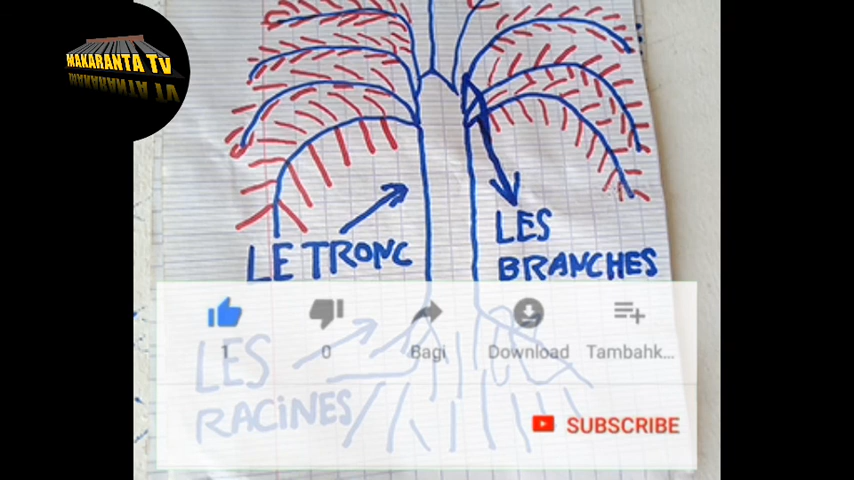 MAKARANTA TV
LE TRONC
LES
BRANCHES
LES
RACINES
1
0
Bagi
Download
Tambahk...
SUBSCRIBE